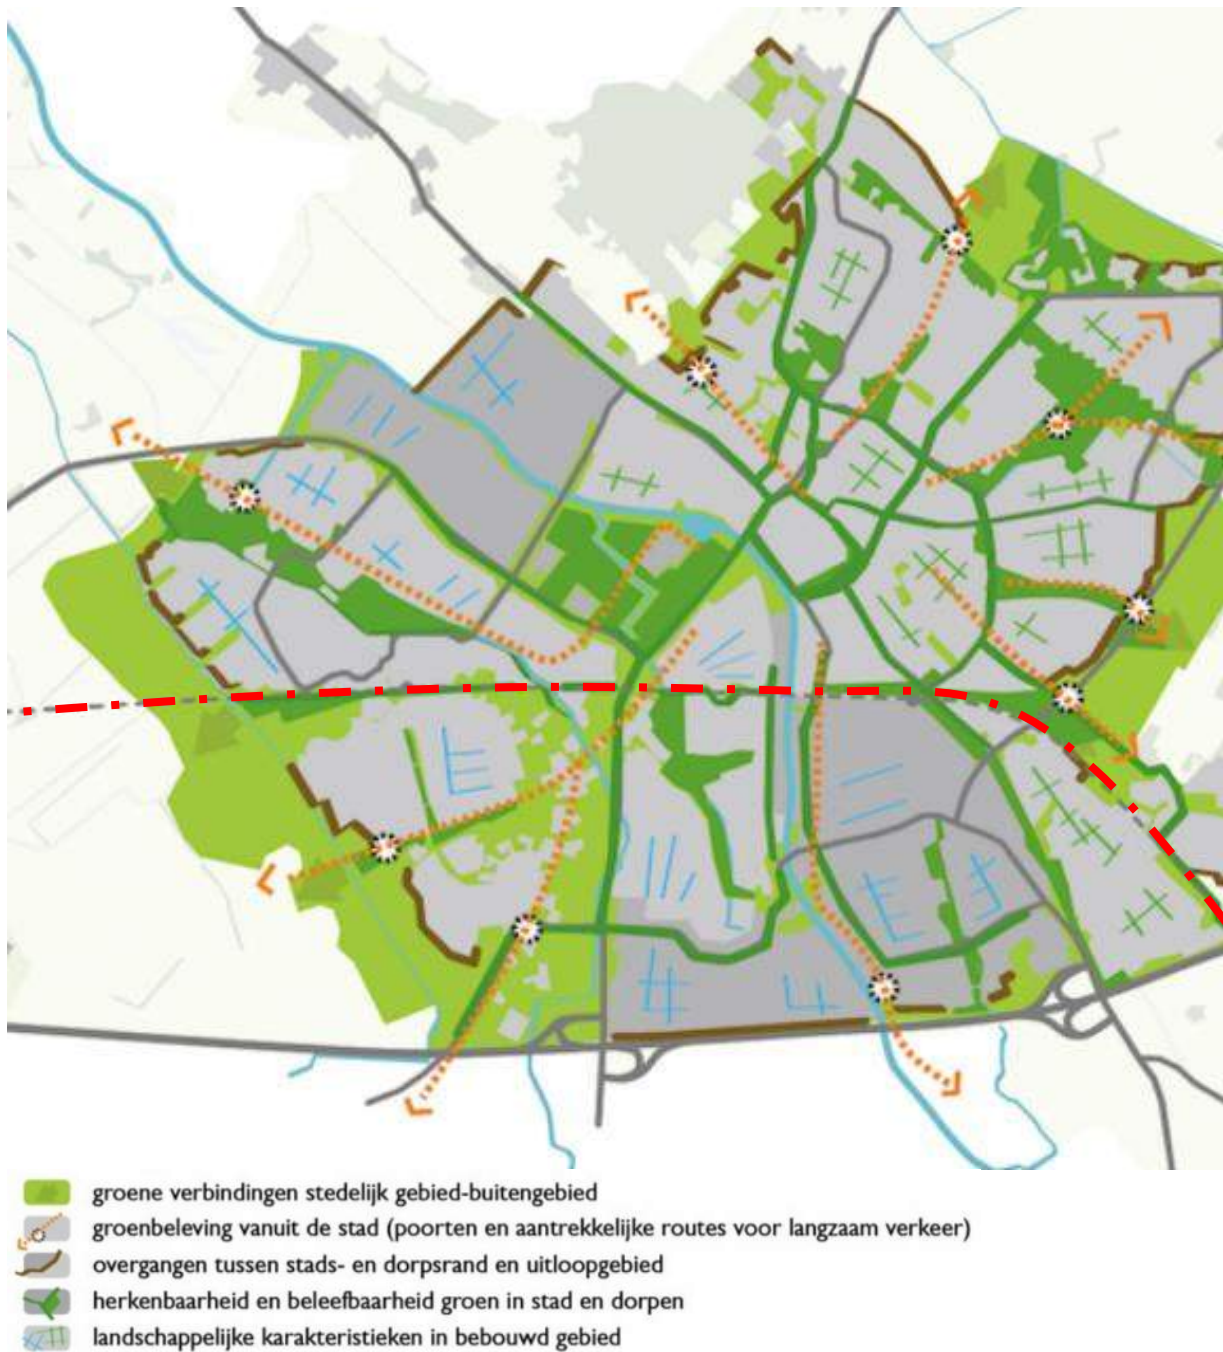 groene verbindingen stedelijk gebied-buitengebied
groenbeleving vanuit de stad (poorten en aantrekkelijke routes voor langzaam verkeer)
overgangen tussen stads- en dorpsrand en uitloopgebied
herkenbaarheid en beleefbaarheid groen in stad en dorpen
landschappelijke karakteristieken in bebouwd gebied